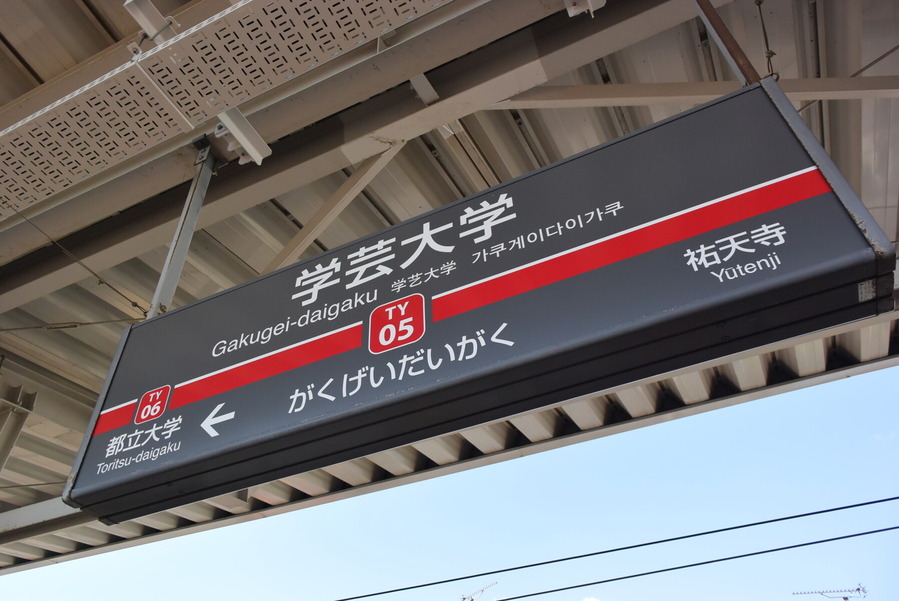 学芸大学
Gakugei-daigaku 学艺大学 가쿠게이다이가쿠
TY
05
がくげいだいがく
祐天寺
Yūtenji
TY
06
都立大学
Toritsu-daigaku
←